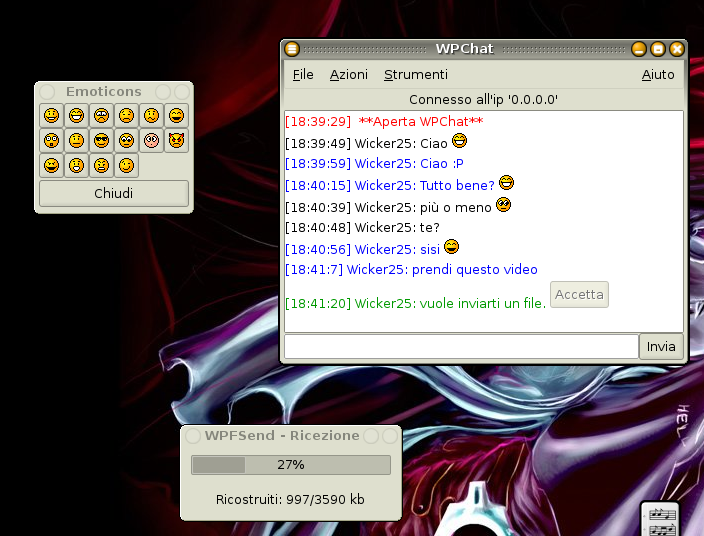 WPChat
File Azioni Strumenti Aiuto
Connesso all'ip '0.0.0.0'
[18:39:29] **Aperta WPChat**
[18:39:49] Wicker25: Ciao
[18:39:59] Wicker25: Ciao :P
[18:40:15] Wicker25: Tutto bene?
[18:40:39] Wicker25: più o meno
[18:40:48] Wicker25: te?
[18:40:56] Wicker25: sisi
[18:41:7] Wicker25: prendi questo video
[18:41:20] Wicker25: vuole inviarti un file. Accetta
Invia
Emoticons
Chiudi
WPFSend - Ricezione
27%
Ricostruiti: 997/3590 kb